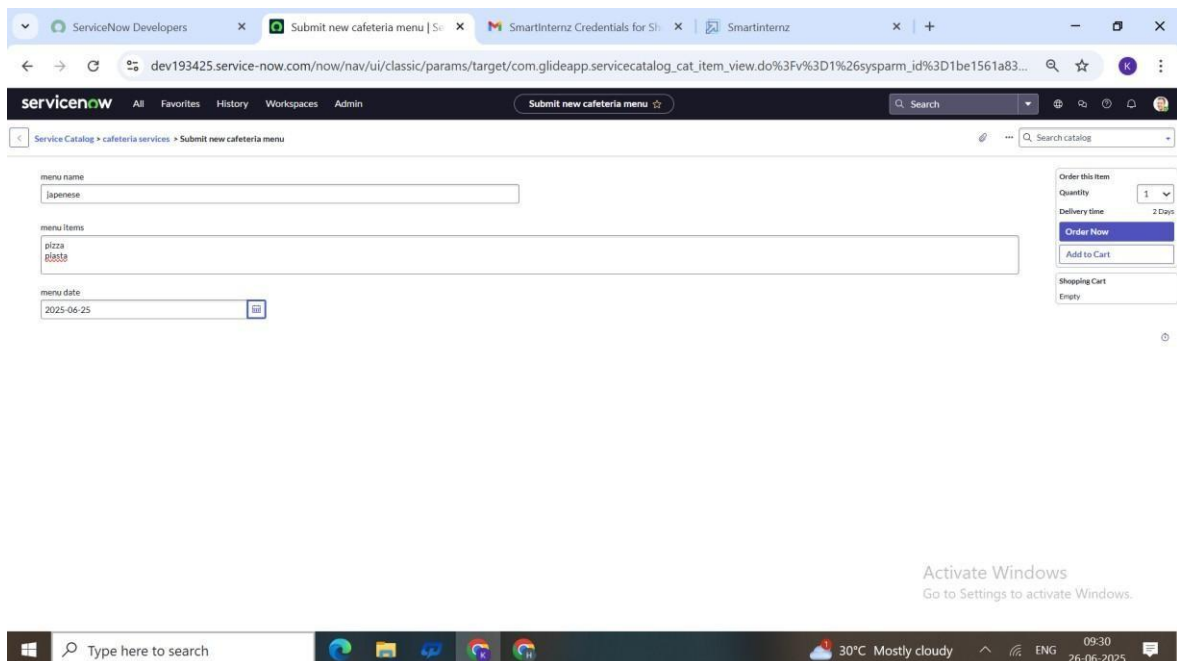 ServiceNow Developers
Submit new cafeteria menu | Se
SmartInternz Credentials for Sh
Smartinternz
dev193425.service-now.com/now/nav/ui/classic/params/target/com.glideapp.servicecatalog_cat_item_view.do%3Fv%3D1%26sysparm_id%3D1be1561a83...
K
servicenow All Favorites History Workspaces Admin Submit new cafeteria menu Search
Service Catalog > cafeteria services > Submit new cafeteria menu Search catalog
menu name
japenese
menu items
pizza
piasta
menu date
2025-06-25
Order this Item
Quantity 1
Delivery time 2 Days
Order Now
Add to Cart
Shopping Cart
Empty
Activate Windows
Go to Settings to activate Windows.
Type here to search
30°C Mostly cloudy
ENG
09:30
26-06-2025